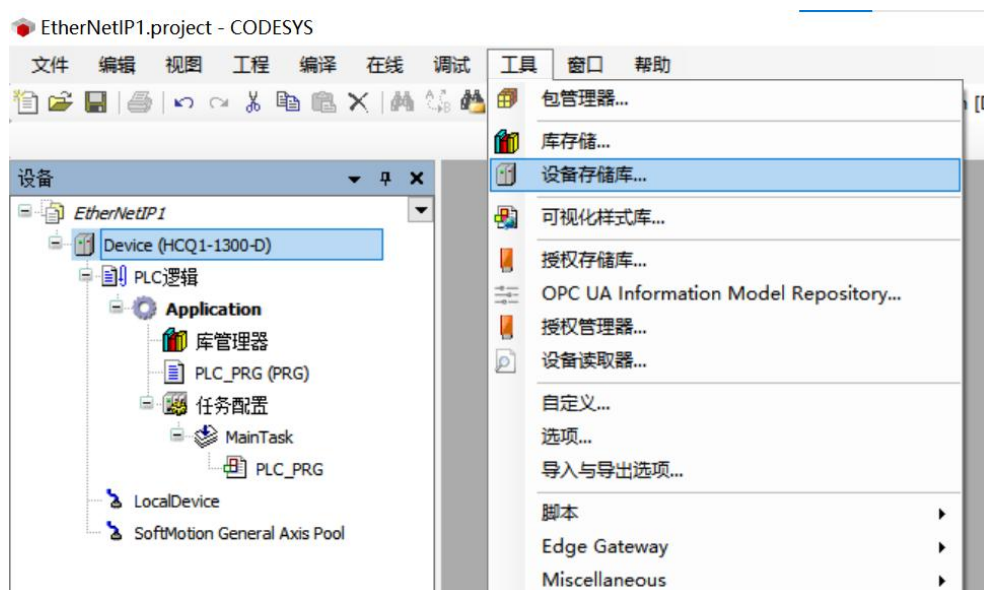 EtherNetIP1.project - CODESYS
文件 编辑 视图 工程 编译 在线 调试 工具 窗口 帮助
包管理器...
库存储...
设备存储库...
可视化样式库...
授权存储库...
OPC UA Information Model Repository...
授权管理器...
设备读取器...
自定义...
选项...
导入与导出选项...
脚本
Edge Gateway
Miscellaneous
设备
EtherNetIP1
Device (HCQ1-1300-D)
PLC逻辑
Application
库管理器
PLC_PRG (PRG)
任务配置
MainTask
PLC_PRG
LocalDevice
SoftMotion General Axis Pool